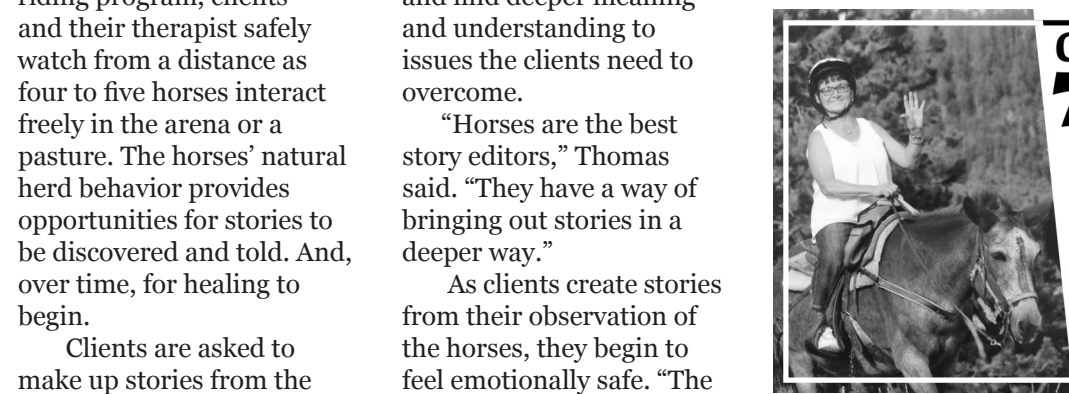 riding program, clients
and their therapist safely
watch from a distance as
four to five horses interact
freely in the arena or a
pasture. The horses’ natural
herd behavior provides
opportunities for stories to
be discovered and told. And,
over time, for healing to
begin.
Clients are asked to
make up stories from the
and find deeper meaning
and understanding to
issues the clients need to
overcome.
“Horses are the best
story editors,” Thomas
said. “They have a way of
bringing out stories in a
deeper way.”
As clients create stories
from their observation of
the horses, they begin to
feel emotionally safe. “The